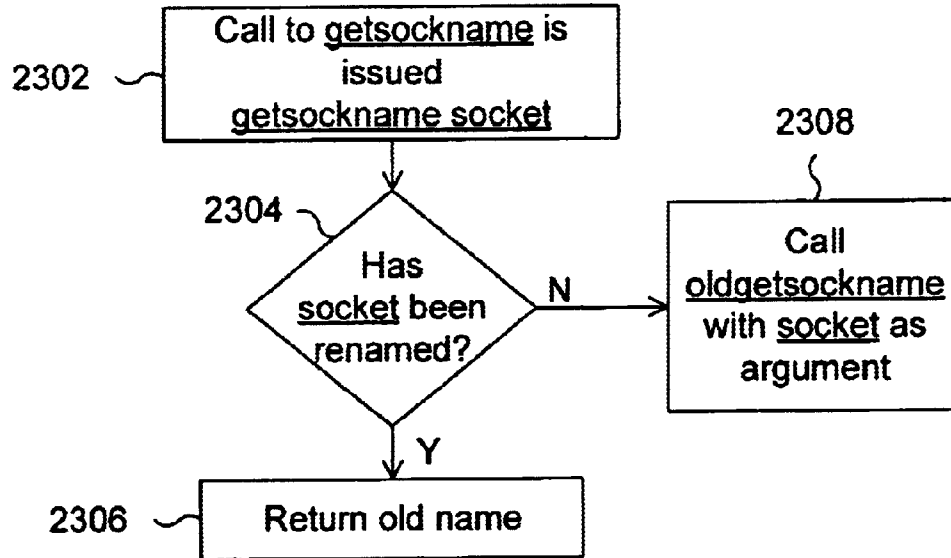 Call to getsockname is
issued
getsockname socket
2302
2308
2304
Has
socket been
renamed?
N
Call
oldgetsockname
with socket as
argument
Y
2306
Return old name